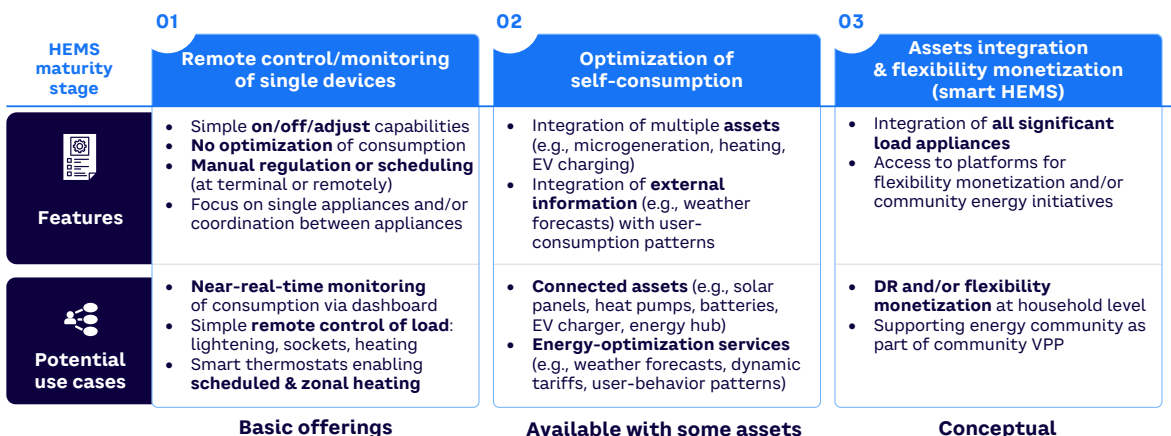 01
02
03
HEMS
maturity
stage
Remote control/monitoring
of single devices
Optimization of
self-consumption
Assets integration
& flexibility monetization
(smart HEMS)
Features
• Simple on/off/adjust capabilities
• No optimization of consumption
• Manual regulation or scheduling
(at terminal or remotely)
• Focus on single appliances and/or
coordination between appliances
• Integration of multiple assets
(e.g., microgeneration, heating,
EV charging)
• Integration of external
information (e.g., weather
forecasts) with user-
consumption patterns
• Integration of all significant
load appliances
• Access to platforms for
flexibility monetization and/or
community energy initiatives
Potential
use cases
• Near-real-time monitoring
of consumption via dashboard
• Simple remote control of load:
lightening, sockets, heating
• Smart thermostats enabling
scheduled & zonal heating
• Connected assets (e.g., solar
panels, heat pumps, batteries,
EV charger, energy hub)
• Energy-optimization services
(e.g., weather forecasts, dynamic
tariffs, user-behavior patterns)
• DR and/or flexibility
monetization at household level
• Supporting energy community as
part of community VPP
Basic offerings
Available with some assets
Conceptual